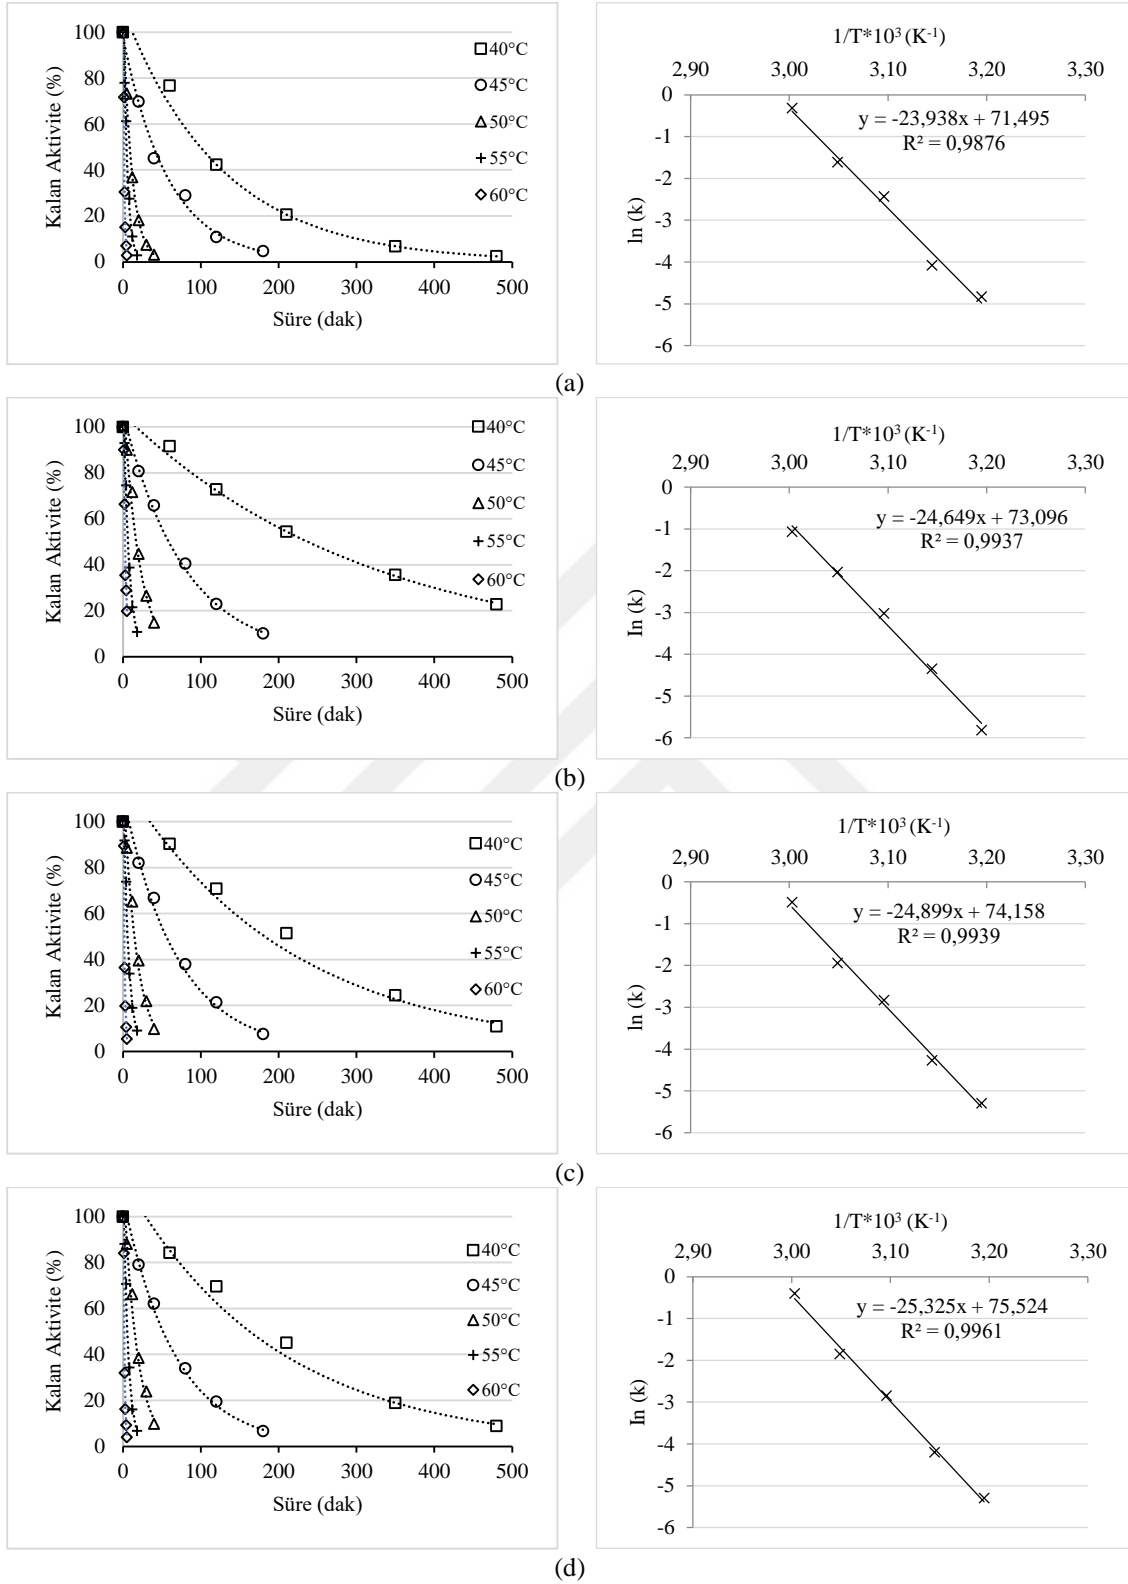 100
80
60
40
20
0
Kalan Aktivite (%)
40°C
45°C
50°C
55°C
60°C
0 100 200 300 400 500
Süre (dak)
1/T*10³ (K⁻¹)
2,90 3,00 3,10 3,20 3,30
0
-1
-2
-3
-4
-5
-6
ln (k)
y = -23,938x + 71,495
R² = 0,9876
(a)
100
80
60
40
20
0
Kalan Aktivite (%)
40°C
45°C
50°C
55°C
60°C
0 100 200 300 400 500
Süre (dak)
1/T*10³ (K⁻¹)
2,90 3,00 3,10 3,20 3,30
0
-1
-2
-3
-4
-5
-6
ln (k)
y = -24,649x + 73,096
R² = 0,9937
(b)
100
80
60
40
20
0
Kalan Aktivite (%)
40°C
45°C
50°C
55°C
60°C
0 100 200 300 400 500
Süre (dak)
1/T*10³ (K⁻¹)
2,90 3,00 3,10 3,20 3,30
0
-1
-2
-3
-4
-5
-6
ln (k)
y = -24,899x + 74,158
R² = 0,9939
(c)
100
80
60
40
20
0
Kalan Aktivite (%)
40°C
45°C
50°C
55°C
60°C
0 100 200 300 400 500
Süre (dak)
1/T*10³ (K⁻¹)
2,90 3,00 3,10 3,20 3,30
0
-1
-2
-3
-4
-5
-6
ln (k)
y = -25,325x + 75,524
R² = 0,9961
(d)